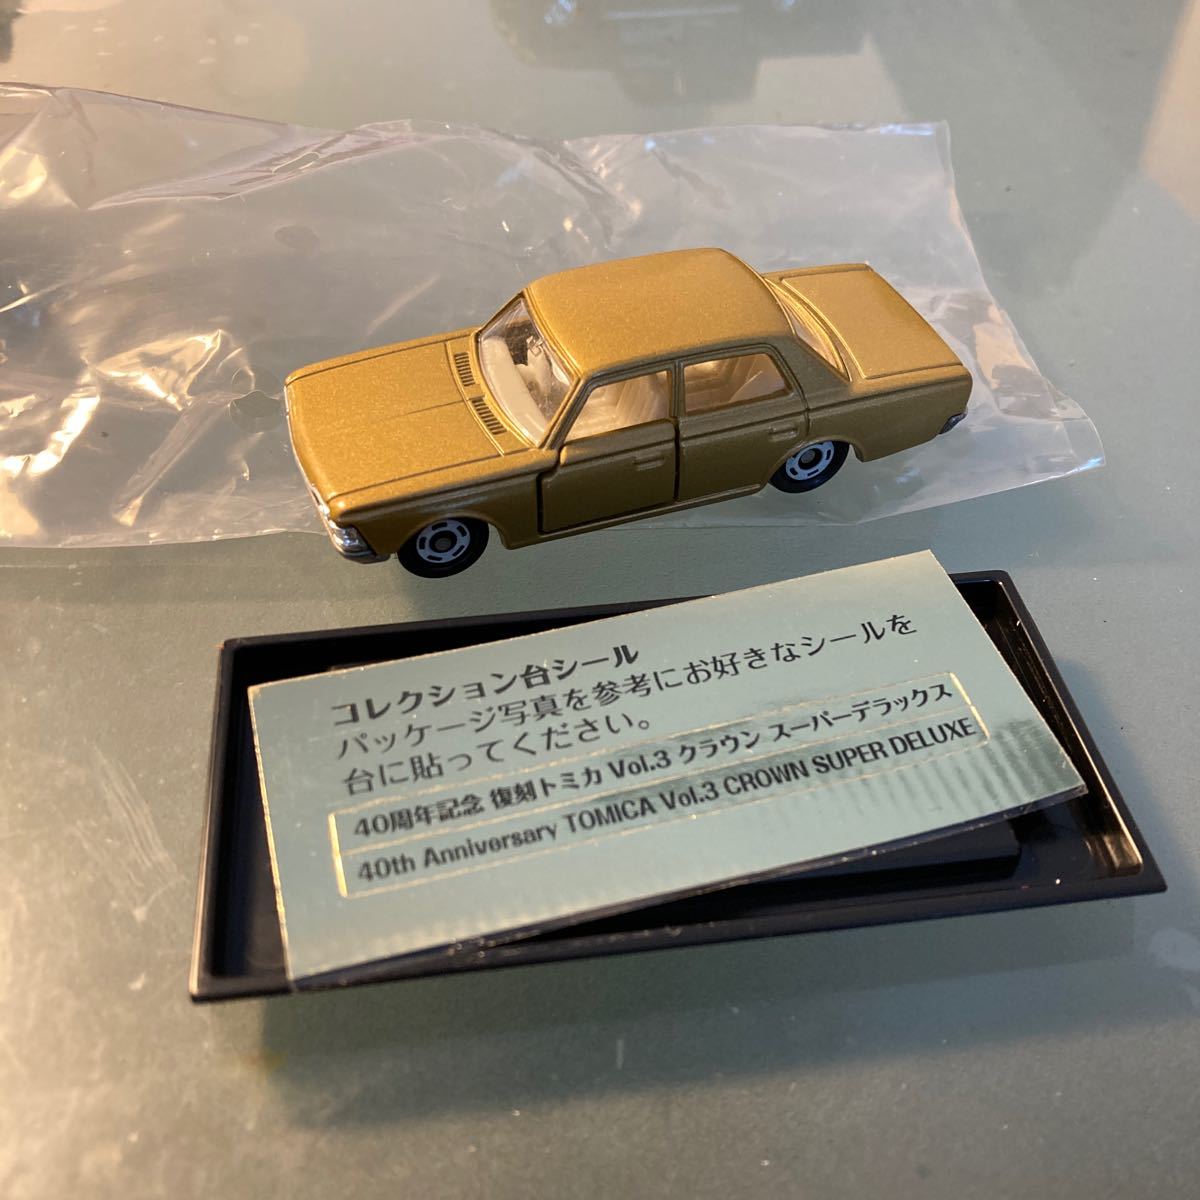 コレクション台シール
パッケージ写真を参考にお好きなシールを
台に貼ってください。
40周年記念 復刻トミカ Vol.3 クラウン スーパーデラックス
40th Anniversary TOMICA Vol.3 CROWN SUPER DELUXE